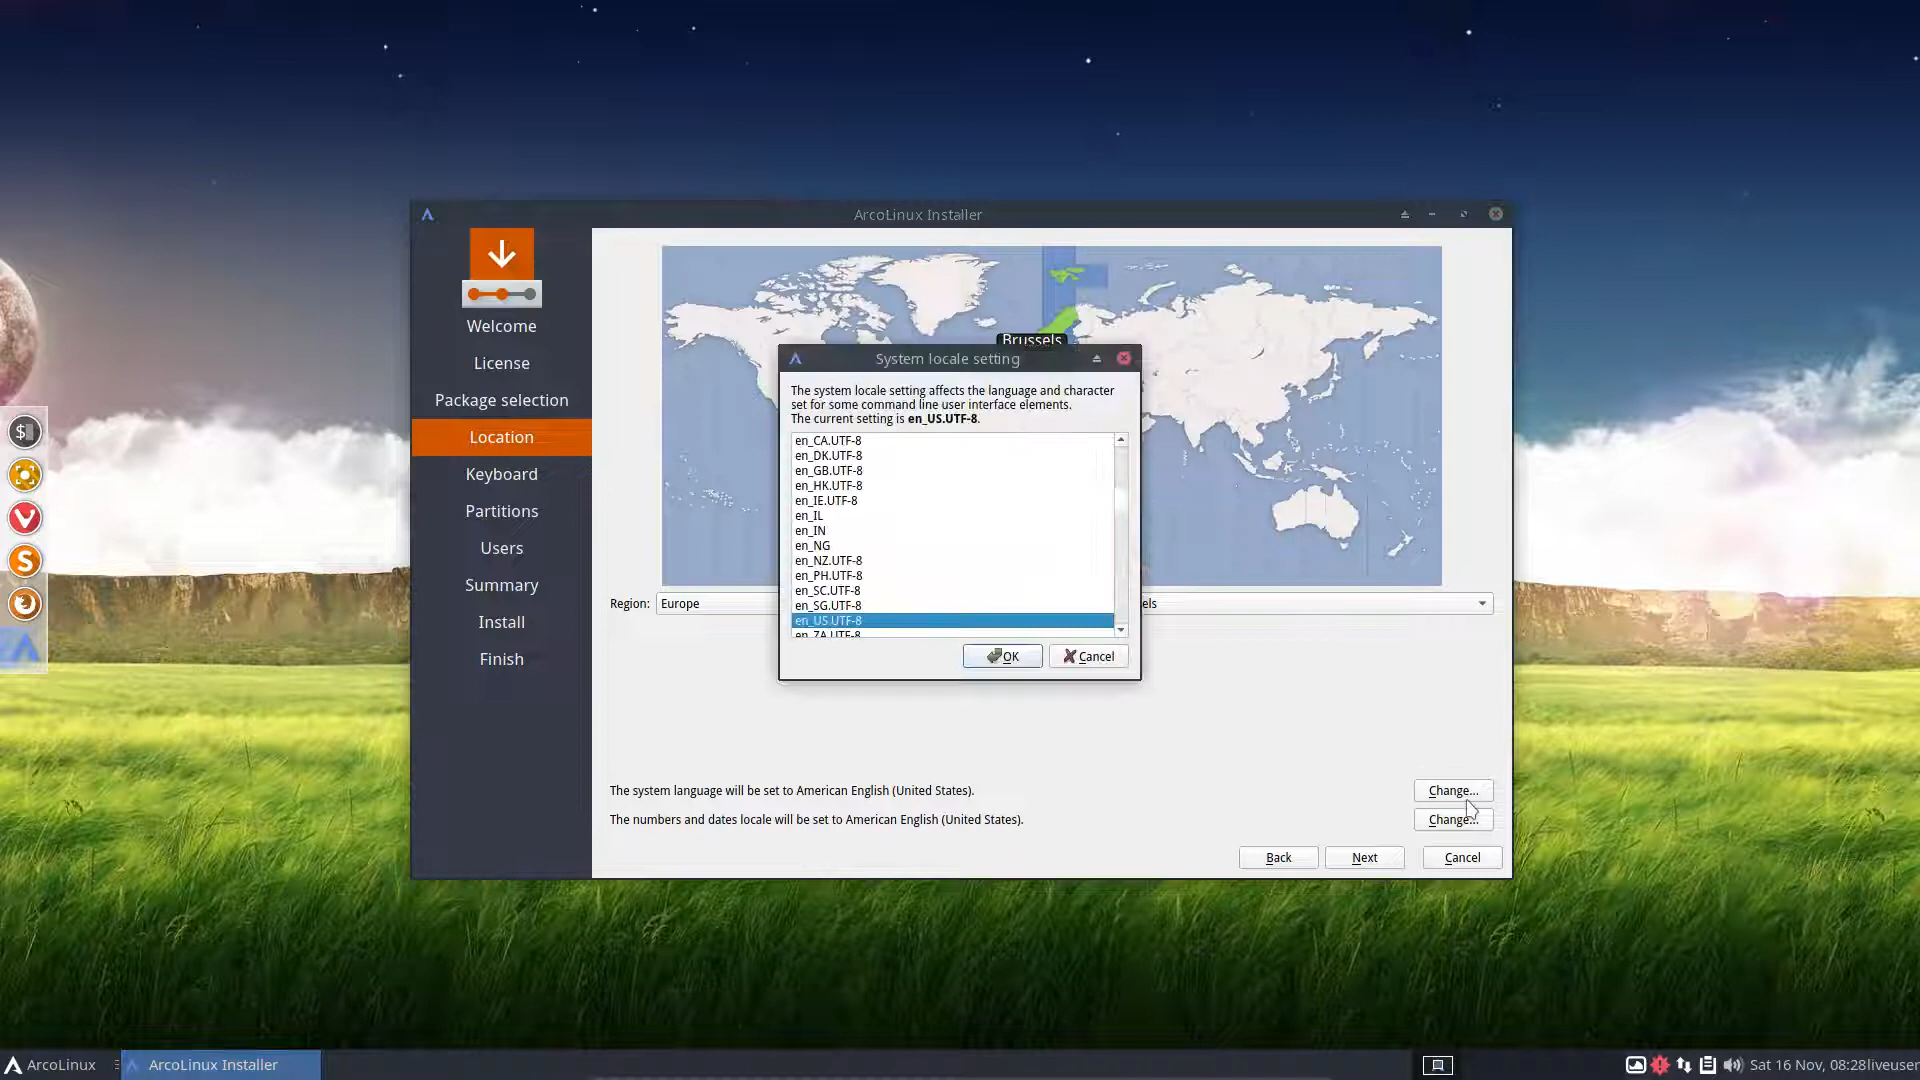 ArcoLinux Installer
Welcome
License
Package selection
Location
Keyboard
Partitions
Users
Summary
Install
Finish
Brussels
System locale setting
The system locale setting affects the language and character
set for some command line user interface elements.
The current setting is en_US.UTF-8.
en_CA.UTF-8
en_DK.UTF-8
en_GB.UTF-8
en_HK.UTF-8
en_IE.UTF-8
en_IL
en_IN
en_NG
en_NZ.UTF-8
en_PH.UTF-8
en_SC.UTF-8
en_SG.UTF-8
en_US.UTF-8
en_ZA.UTF-8
OK
Cancel
Region:
Europe
els
The system language will be set to American English (United States).
Change...
The numbers and dates locale will be set to American English (United States).
Change...
Back
Next
Cancel
$
S
ArcoLinux
ArcoLinux Installer
Sat 16 Nov, 08:28liveuser